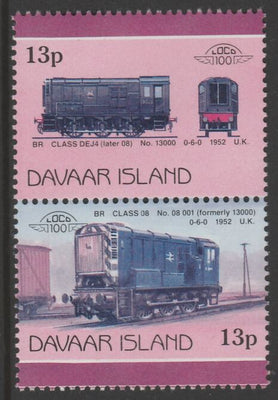 13p
LOCO
100
BR CLASS DEJ4 (later 08) No. 13000 0-6-0 1952 U.K.
DAVAAR ISLAND
LOCO
100
BR CLASS 08 No. 08 001 (formerly 13000)
0-6-0 1952 U.K.
13p
DAVAAR ISLAND